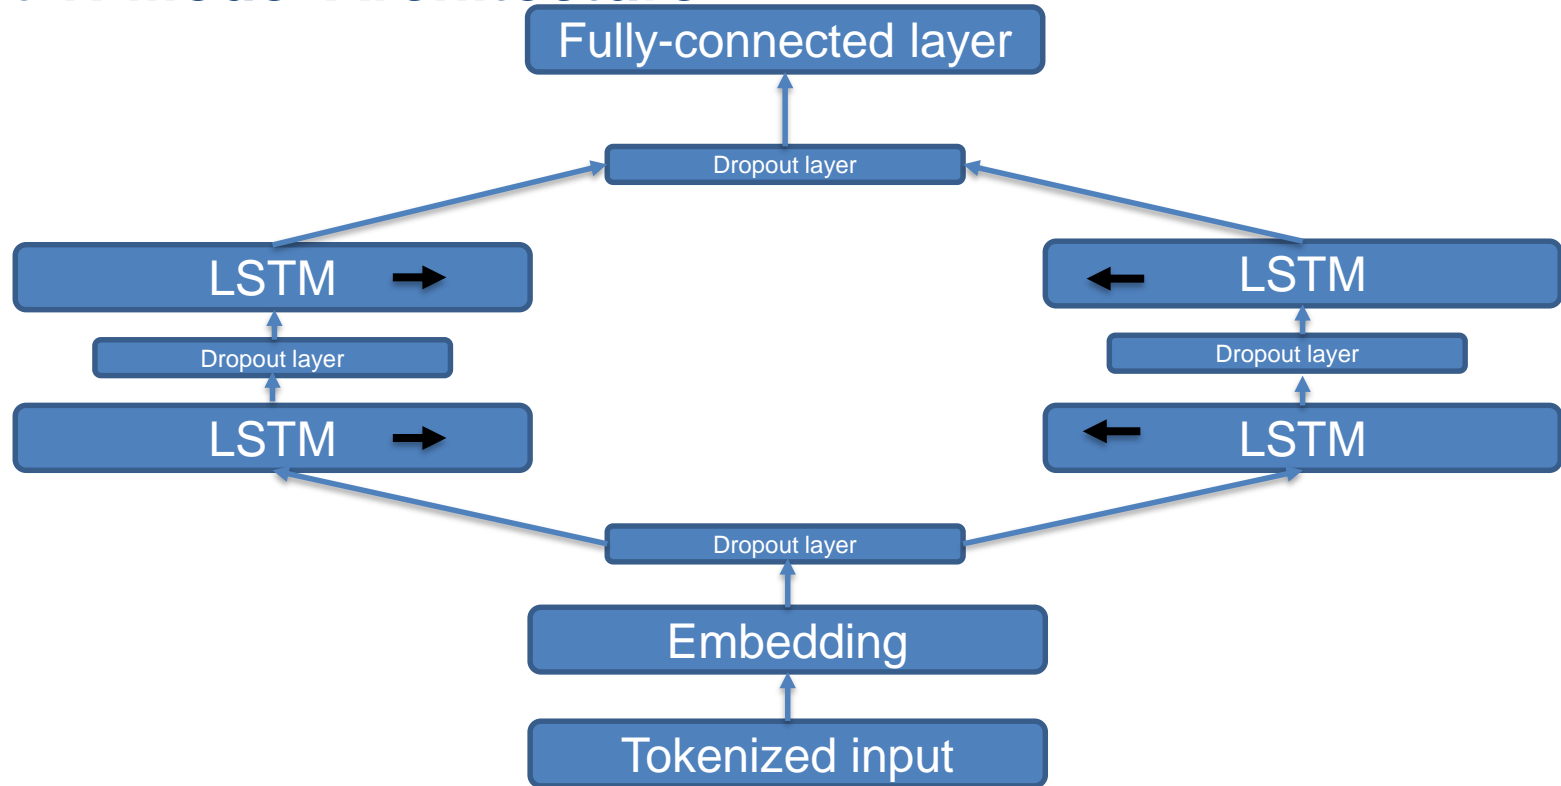 Fully-connected layer
Dropout layer
LSTM
LSTM
Dropout layer
Dropout layer
LSTM
LSTM
Dropout layer
Embedding
Tokenized input